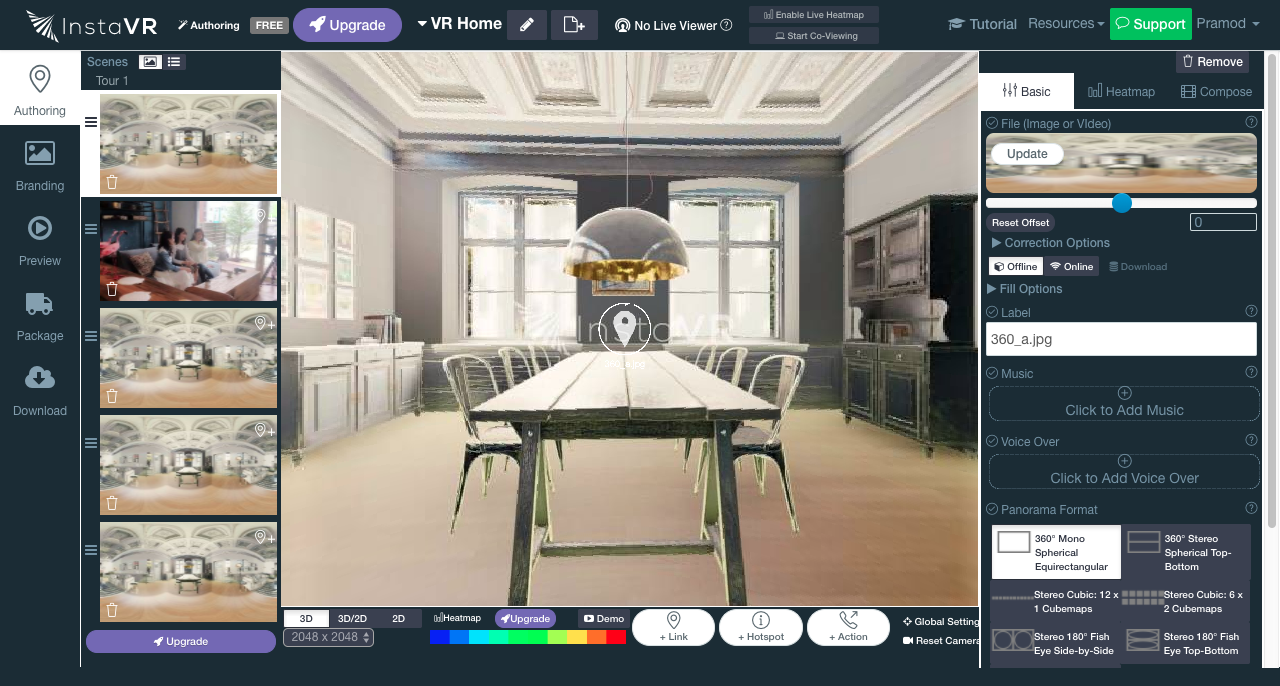 InstaVR
Authoring
FREE
Upgrade
VR Home
No Live Viewer
Enable Live Heatmap
Start Co-Viewing
Tutorial
Resources
Support
Pramod
Authoring
Branding
Preview
Package
Download
Scenes
Tour 1
Upgrade
InstaVR
360_a.jpg
3D
3D/2D
2D
2048 x 2048
Heatmap
Upgrade
Demo
+ Link
+ Hotspot
+ Action
Global Setting
Reset Camera
Remove
Basic
Heatmap
Compose
File (Image or VIdeo)
Update
Reset Offset
0
Correction Options
Offline
Online
Download
Fill Options
Label
360_a.jpg
Music
Click to Add Music
Voice Over
Click to Add Voice Over
Panorama Format
360° Mono
Spherical
Equirectangular
360° Stereo
Spherical Top-
Bottom
Stereo Cubic: 12 x
1 Cubemaps
Stereo Cubic: 6 x
2 Cubemaps
Stereo 180° Fish
Eye Side-by-Side
Stereo 180° Fish
Eye Top-Bottom